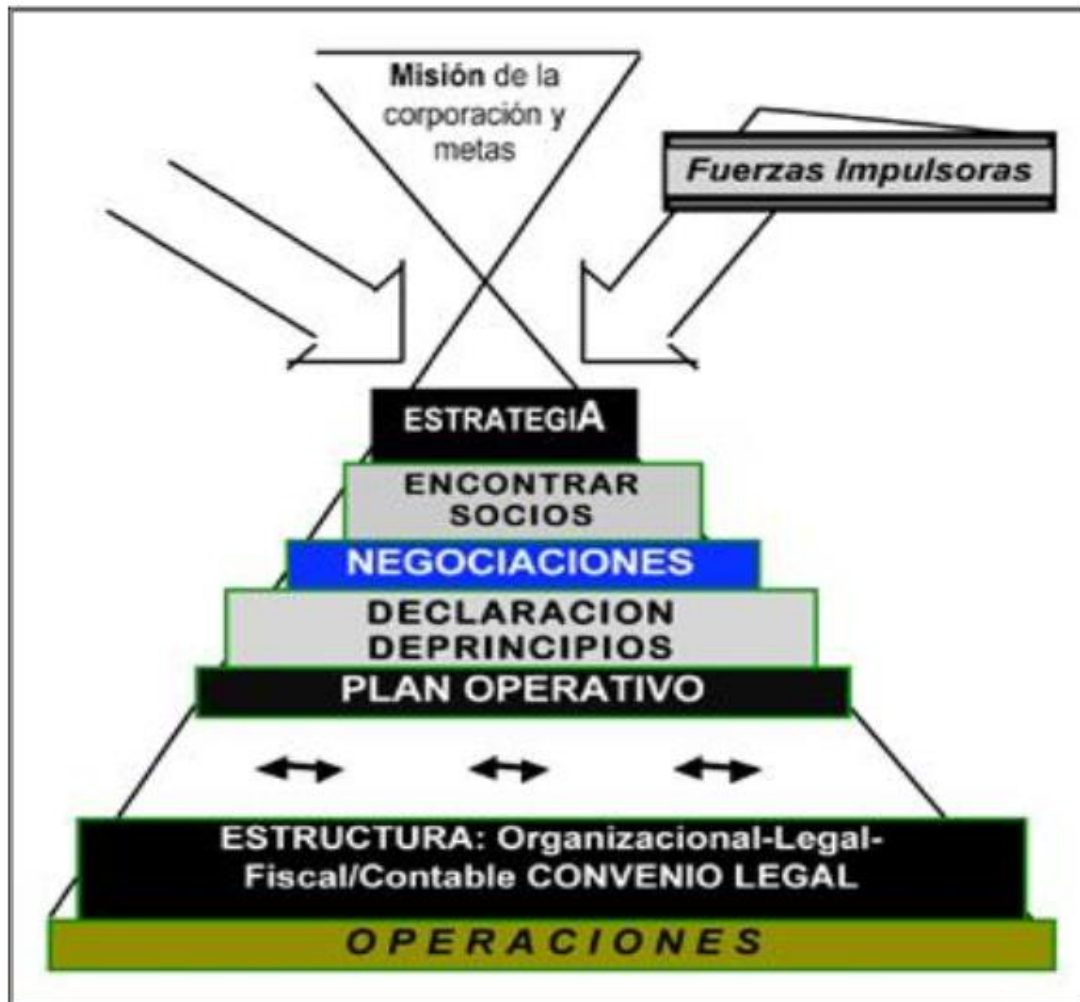 Misión de la
corporación y
metas
Fuerzas Impulsoras
ESTRATEGIA
ENCONTRAR
SOCIOS
NEGOCIACIONES
DECLARACION
DEPRINCIPIOS
PLAN OPERATIVO
ESTRUCTURA: Organizacional-Legal-
Fiscal/Contable CONVENIO LEGAL
OPERACIONES